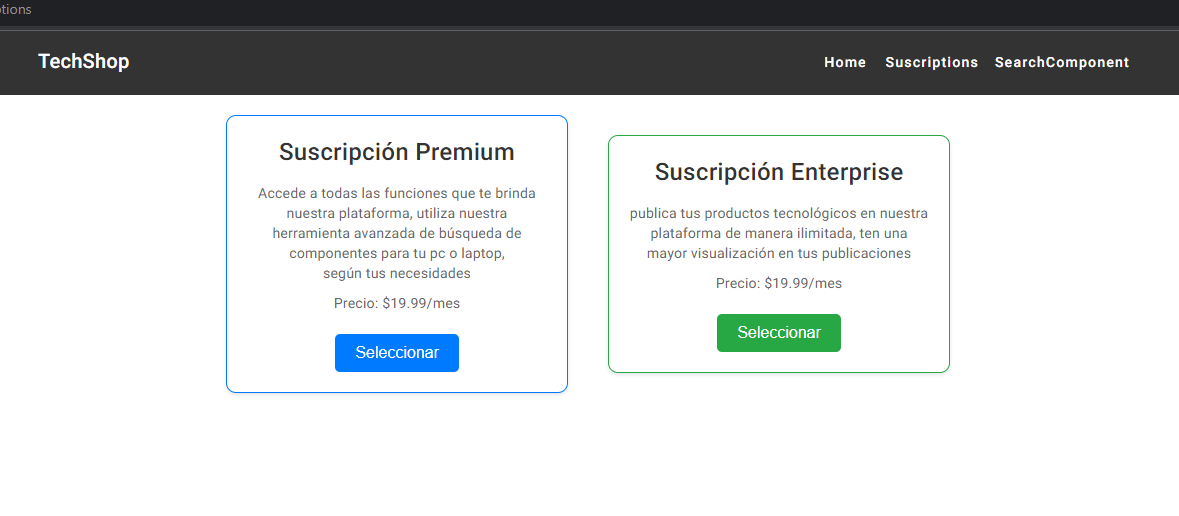 tions
TechShop
Home Suscriptions SearchComponent
Suscripción Premium
Accede a todas las funciones que te brinda
nuestra plataforma, utiliza nuestra
herramienta avanzada de búsqueda de
componentes para tu pc o laptop,
según tus necesidades
Precio: $19.99/mes
Seleccionar
Suscripción Enterprise
publica tus productos tecnológicos en nuestra
plataforma de manera ilimitada, ten una
mayor visualización en tus publicaciones
Precio: $19.99/mes
Seleccionar